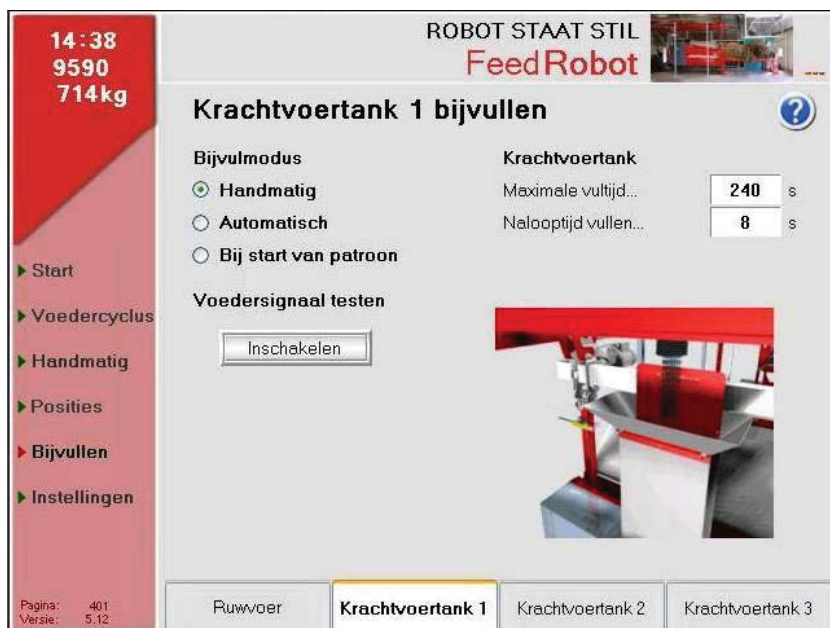 14:38
9590
714kg
ROBOT STAAT STIL
FeedRobot
---
Krachtvoertank 1 bijvullen
?
Bijvulmodus
Handmatig
Automatisch
Bij start van patroon
Voedersignaal testen
Inschakelen
Krachtvoertank
Maximale vultijd... 240 s
Nalooptijd vullen... 8 s
Start
Voedercyclus
Handmatig
Posities
Bijvullen
Instellingen
Pagina: 401
Versie: 5.12
Ruwvoer
Krachtvoertank 1
Krachtvoertank 2
Krachtvoertank 3